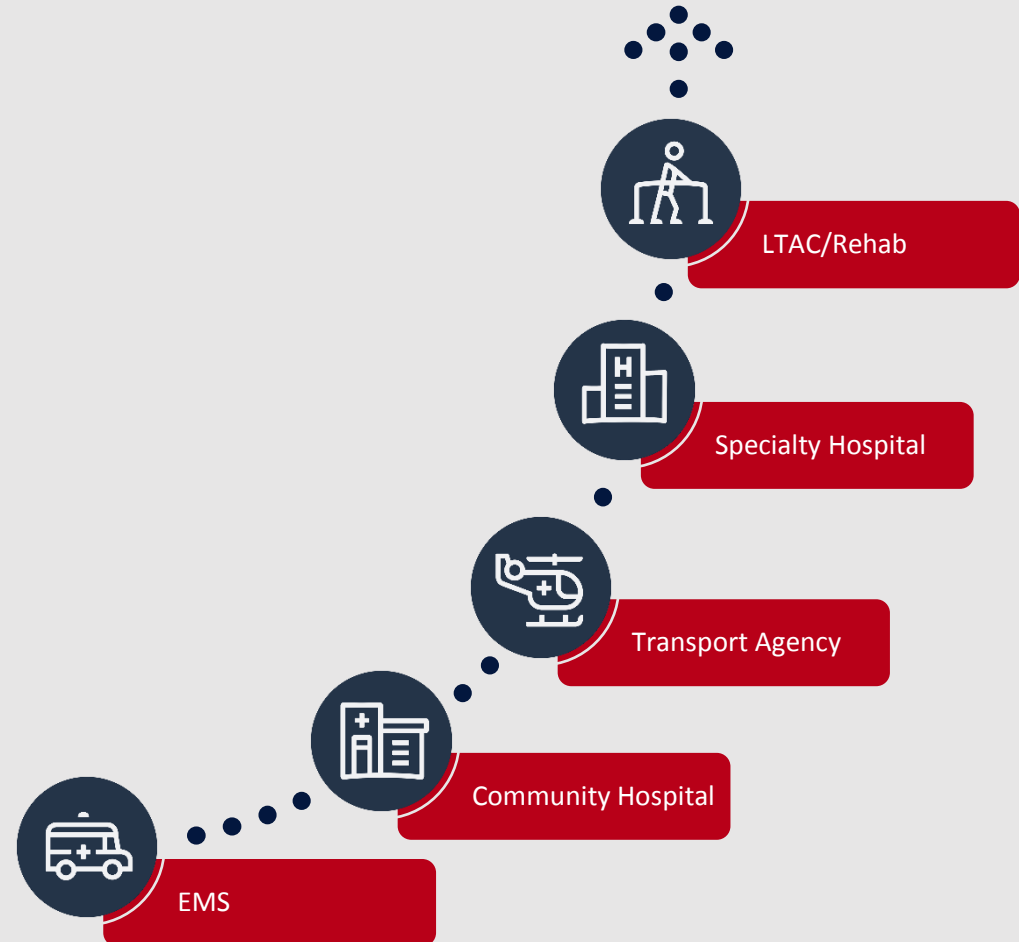 LTAC/Rehab
H
Specialty Hospital
Transport Agency
Community Hospital
EMS